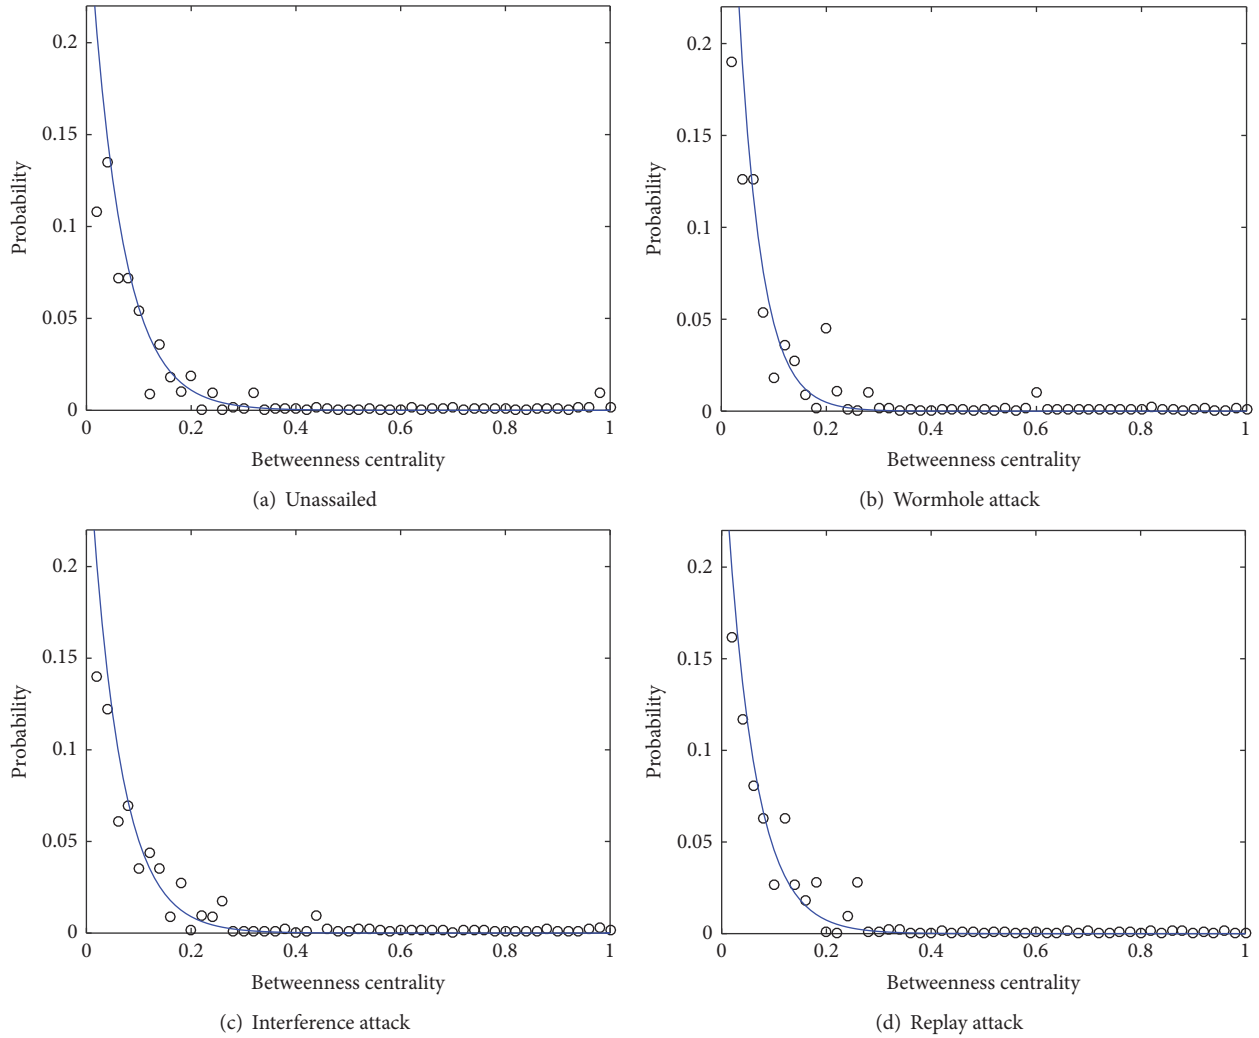 0.2
0.15
0.1
0.05
0
Probability
0 0.2 0.4 0.6 0.8 1
Betweenness centrality
(a) Unassailed
0.2
0.15
0.1
0.05
0
Probability
0 0.2 0.4 0.6 0.8 1
Betweenness centrality
(b) Wormhole attack
0.2
0.15
0.1
0.05
0
Probability
0 0.2 0.4 0.6 0.8 1
Betweenness centrality
(c) Interference attack
0.2
0.15
0.1
0.05
0
Probability
0 0.2 0.4 0.6 0.8 1
Betweenness centrality
(d) Replay attack